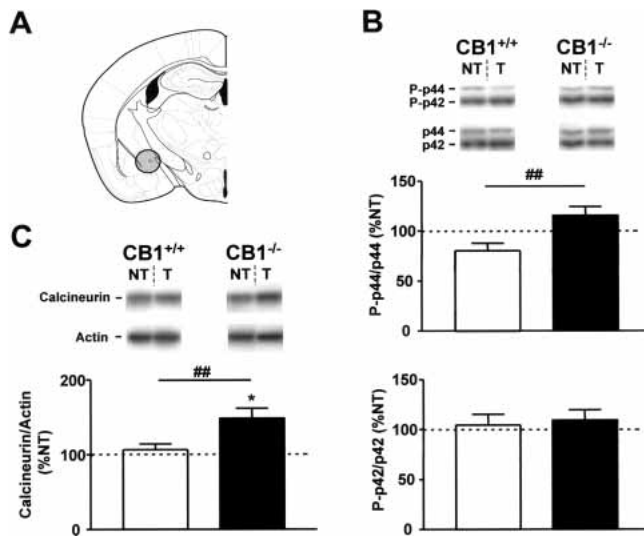 A
B
CB1+/+ CB1-/-
NT T NT T
P-p44
P-p42
p44
p42
150
100
50
0
##
P-p44/p44 (%NT)
C
CB1+/+ CB1-/-
NT T NT T
Calcineurin
Actin
200
100
0
##
*
Calcineurin/Actin
(%NT)
150
100
50
0
P-p42/p42 (%NT)